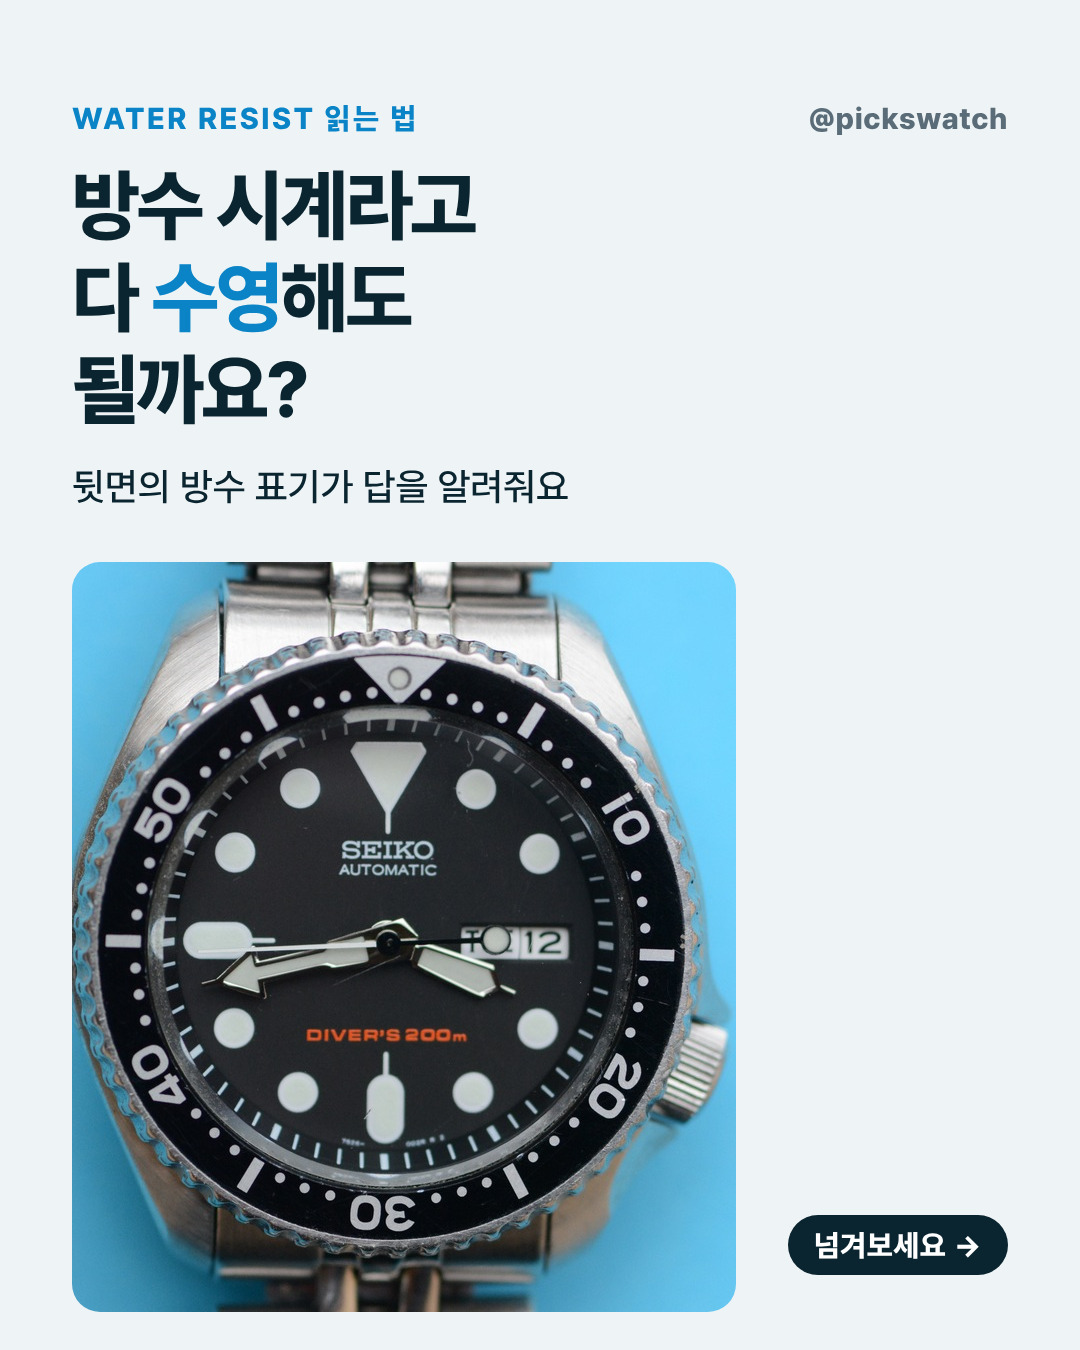 WATER RESIST 읽는 법
@pickswatch
방수 시계라고
다 수영해도
될까요?
뒷면의 방수 표기가 답을 알려줘요
50
10
SEIKO
AUTOMATIC
12
DIVER'S 200m
40
20
30
넘겨보세요 →